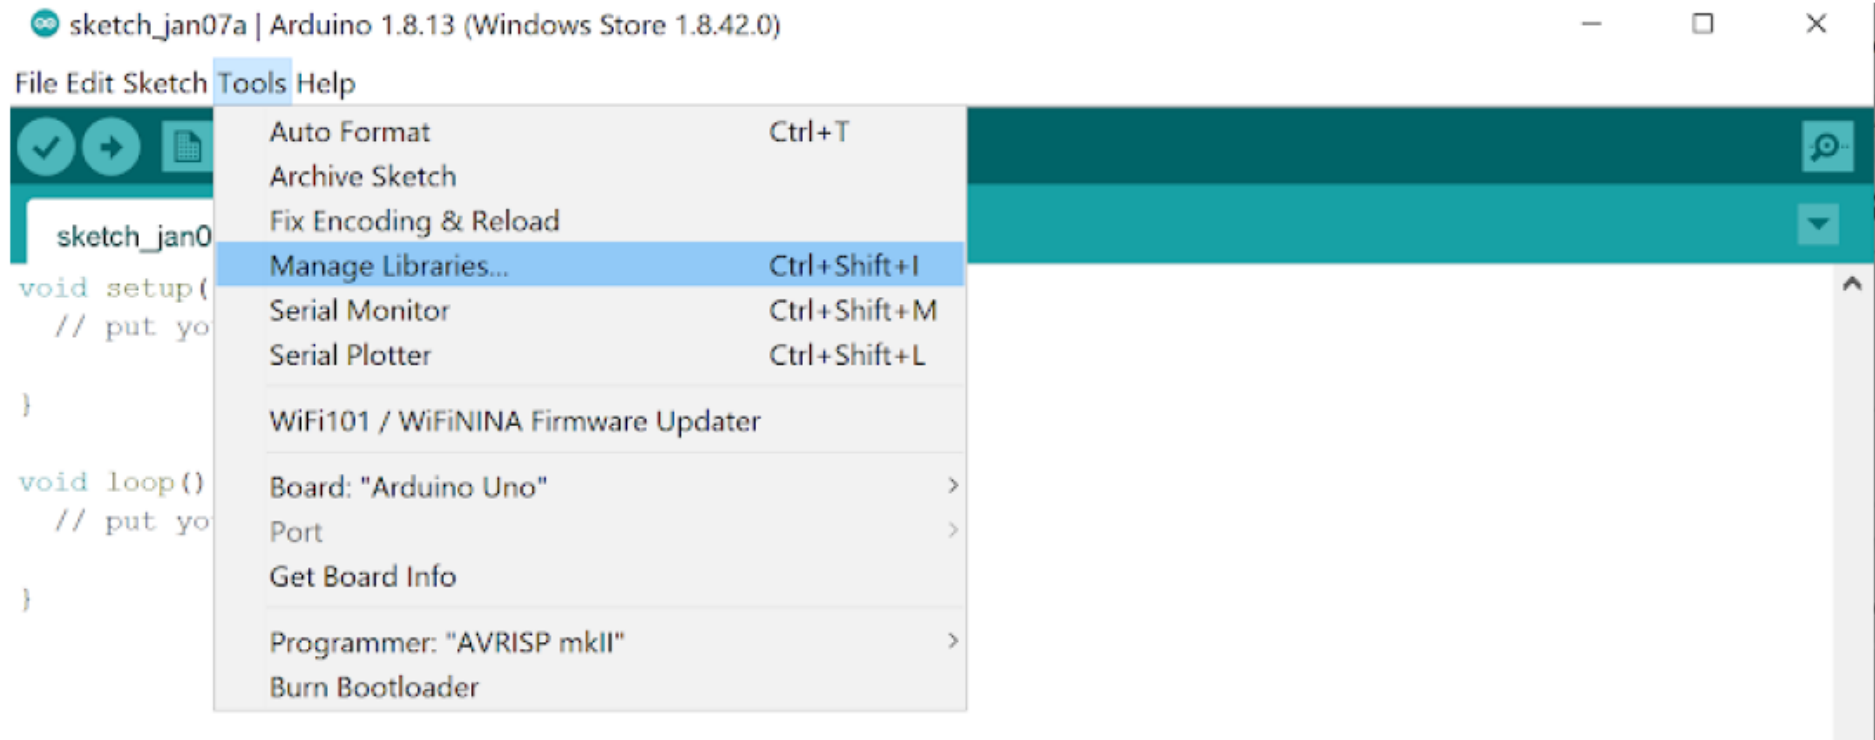 sketch_jan07a | Arduino 1.8.13 (Windows Store 1.8.42.0)
File Edit Sketch Tools Help
Auto Format Ctrl+T
Archive Sketch
Fix Encoding & Reload
sketch_jan0
Manage Libraries... Ctrl+Shift+I
void setup(
Serial Monitor Ctrl+Shift+M
// put yo
Serial Plotter Ctrl+Shift+L
}
WiFi101 / WiFiNINA Firmware Updater
void loop()
Board: "Arduino Uno"
// put yo
Port
Get Board Info
}
Programmer: "AVRISP mkII"
Burn Bootloader